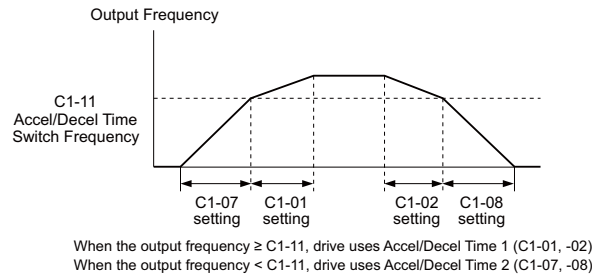 Output Frequency
C1-11
Accel/Decel Time
Switch Frequency
C1-07
setting
C1-01
setting
C1-02
setting
C1-08
setting
When the output frequency ≥ C1-11, drive uses Accel/Decel Time 1 (C1-01, -02)
When the output frequency < C1-11, drive uses Accel/Decel Time 2 (C1-07, -08)